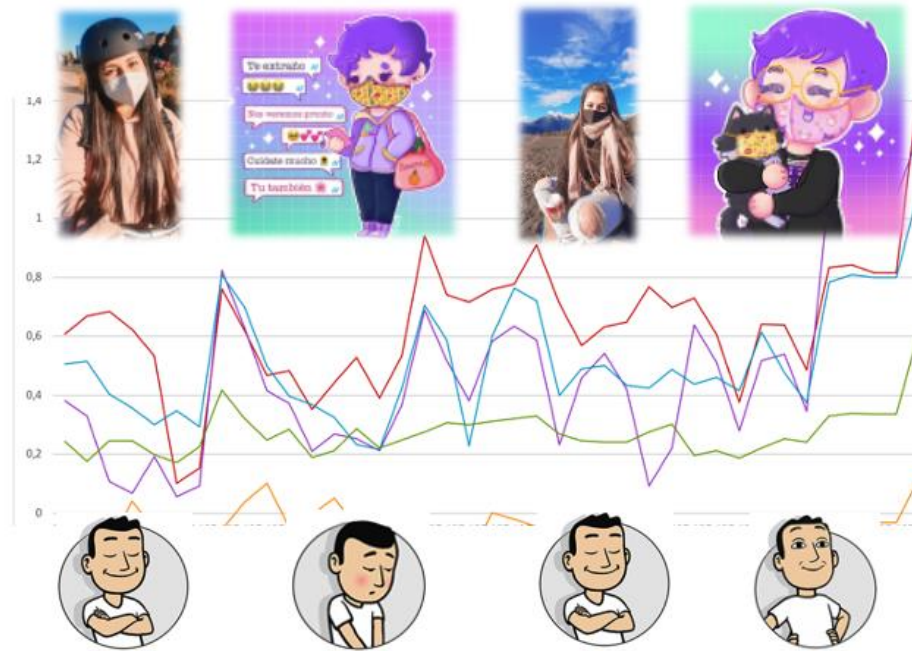 Te extraño
Nos veremos pronto
Cuídate mucho
Tu también
1,4
1,2
1
0,8
0,6
0,4
0,2
0